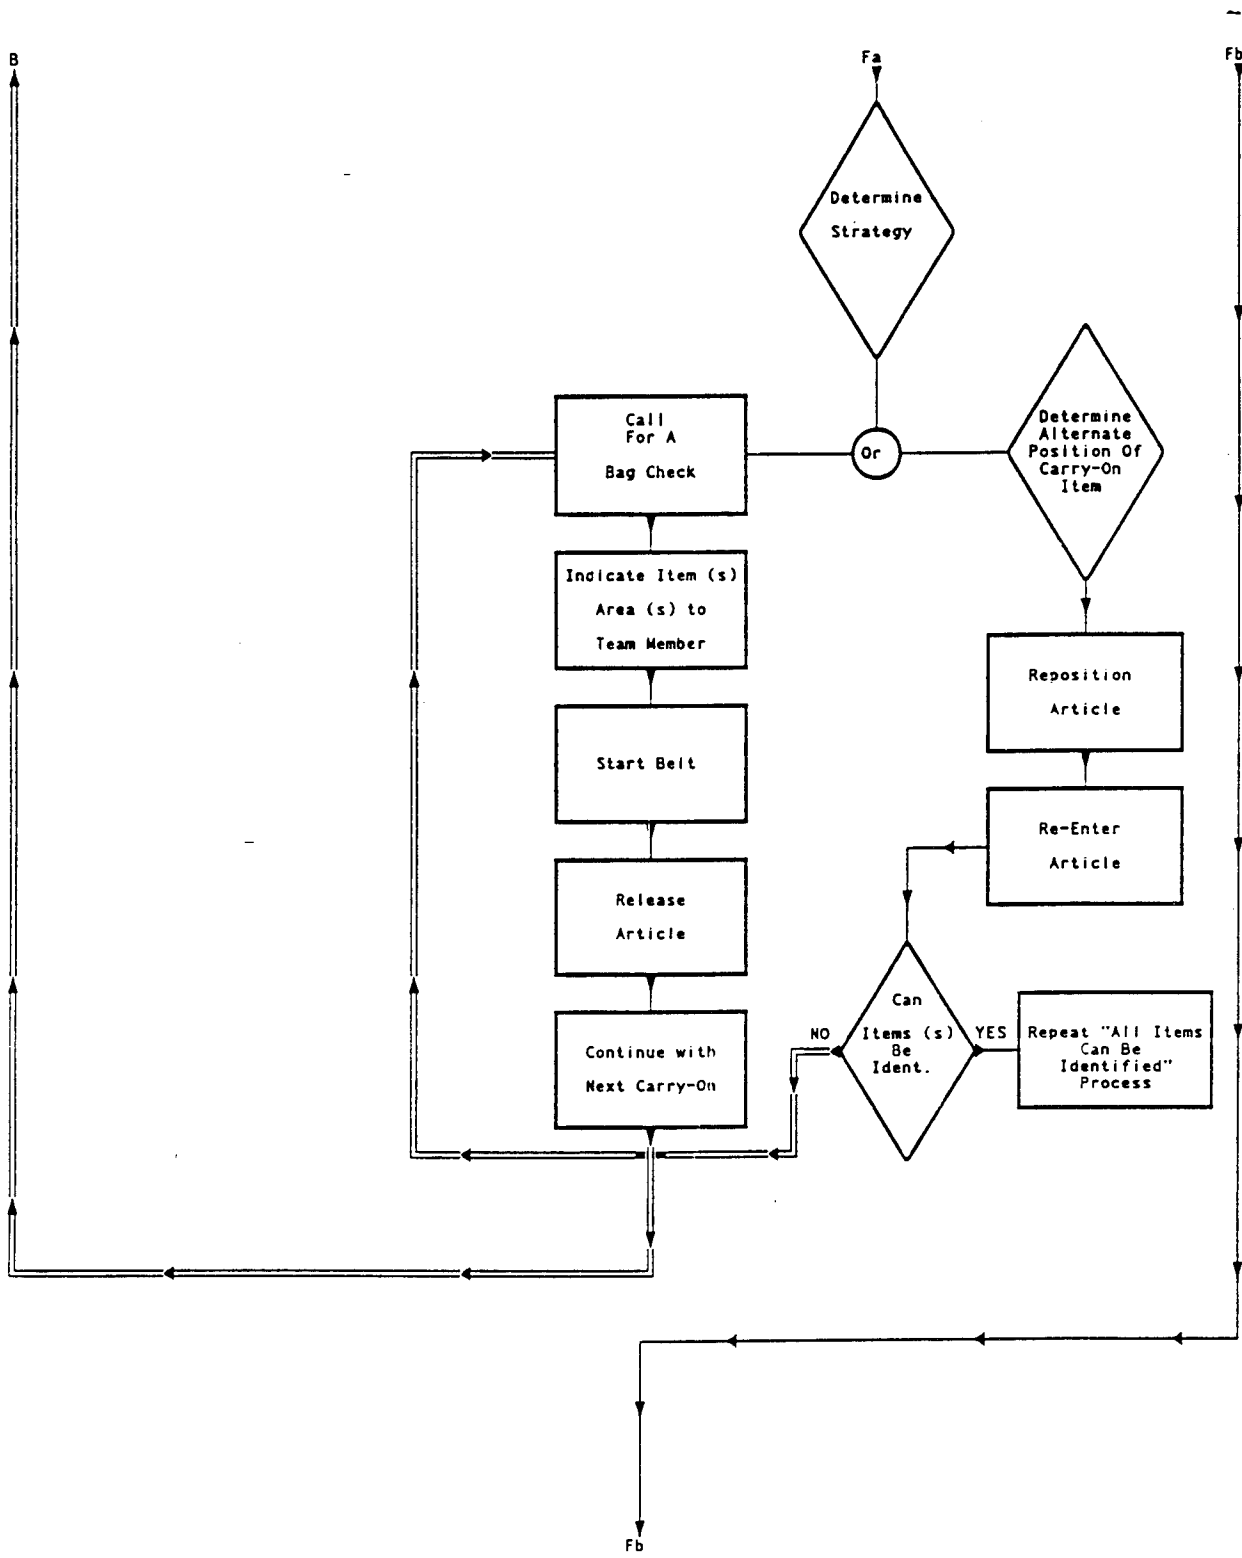 B
Fa
Fb
Determine
Strategy
Call
For A
Bag Check
Or
Determine
Alternate
Position Of
Carry-On
Item
Indicate Item (s)
Area (s) to
Team Member
Reposition
Article
Start Belt
Re-Enter
Article
Release
Article
Can
Items (s)
Be
Ident.
NO
YES
Repeat "All Items
Can Be
Identified"
Process
Continue with
Next Carry-On
Fb